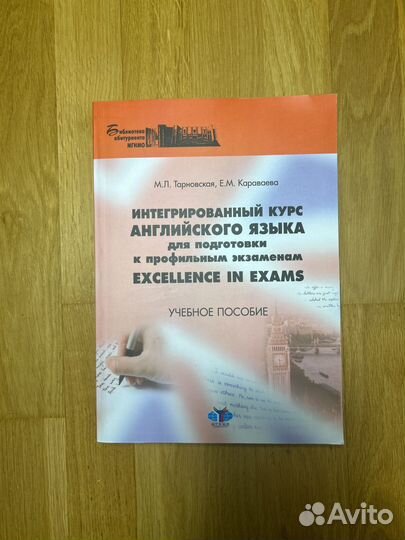 Библиотека
абитуриента
МГИМО
М.Л. Тарновская, Е.М. Караваева
ИНТЕГРИРОВАННЫЙ КУРС
АНГЛИЙСКОГО ЯЗЫКА
для подготовки
к профильным экзаменам
EXCELLENCE IN EXAMS
УЧЕБНОЕ ПОСОБИЕ
Avito